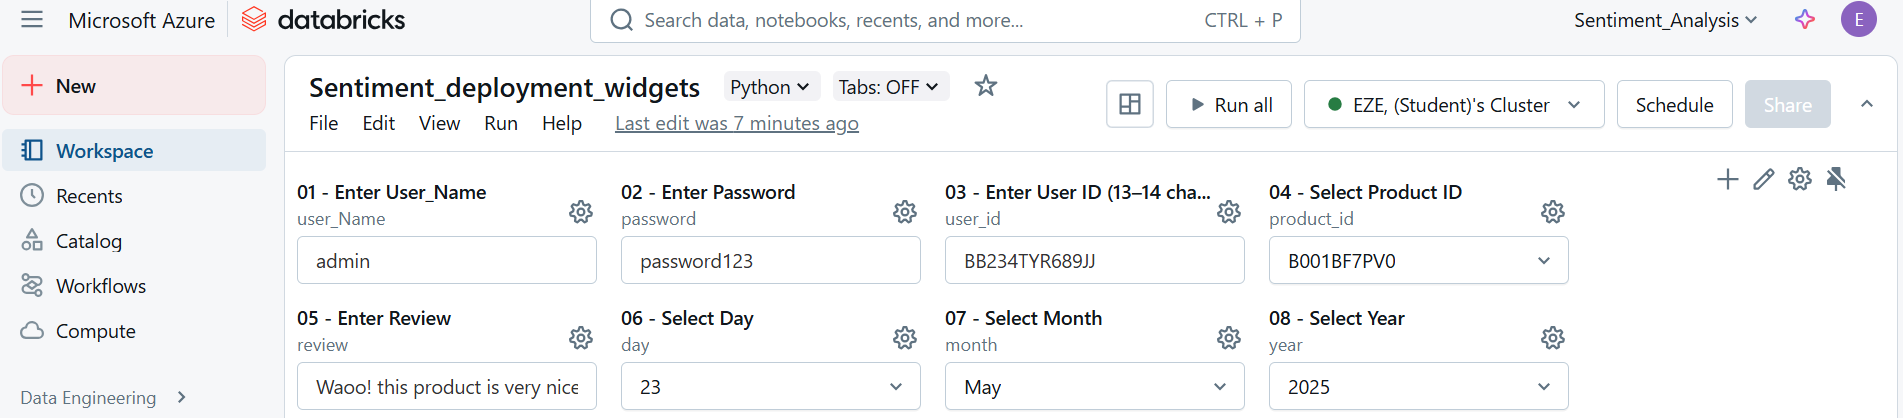 Microsoft Azure databricks Search data, notebooks, recents, and more... CTRL + P Sentiment_Analysis E
New
Workspace
Recents
Catalog
Workflows
Compute
Data Engineering
Sentiment_deployment_widgets Python Tabs: OFF
File Edit View Run Help Last edit was 7 minutes ago
Run all EZE, (Student)'s Cluster Schedule Share
01 - Enter User_Name
user_Name
admin
02 - Enter Password
password
password123
03 - Enter User ID (13–14 cha...
user_id
BB234TYR689JJ
04 - Select Product ID
product_id
B001BF7PV0
05 - Enter Review
review
Waoo! this product is very nice
06 - Select Day
day
23
07 - Select Month
month
May
08 - Select Year
year
2025